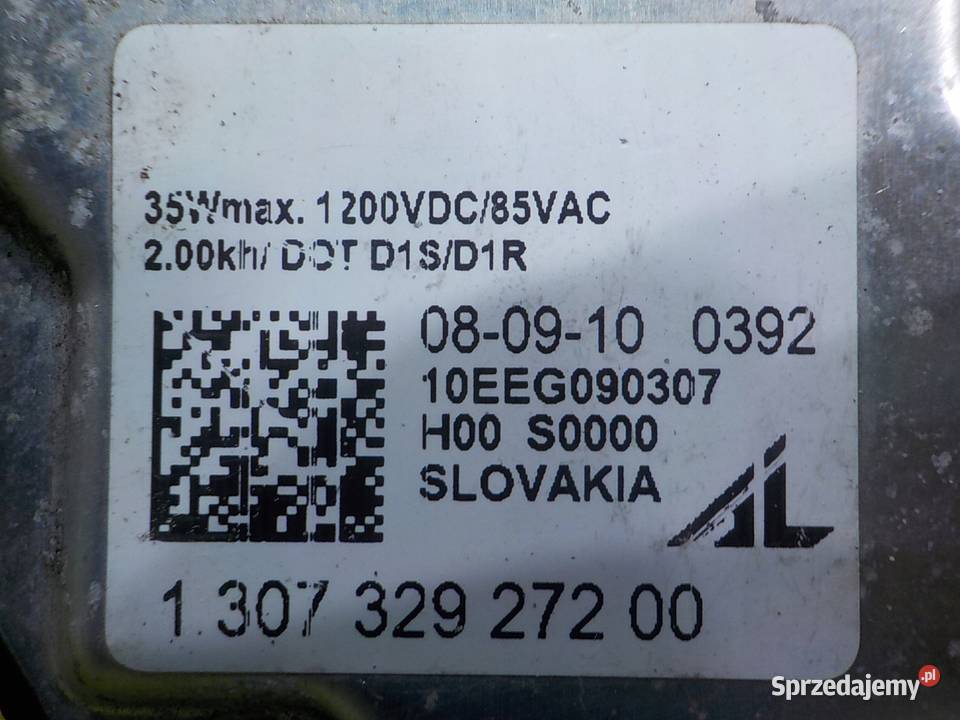 35Wmax. 1200VDC/85VAC
2.00kh/ DOT D1S/D1R
08-09-10 0392
10EEG090307
H00 S0000
SLOVAKIA
AL
1 307 329 272 00
Sprzedajemy.pl